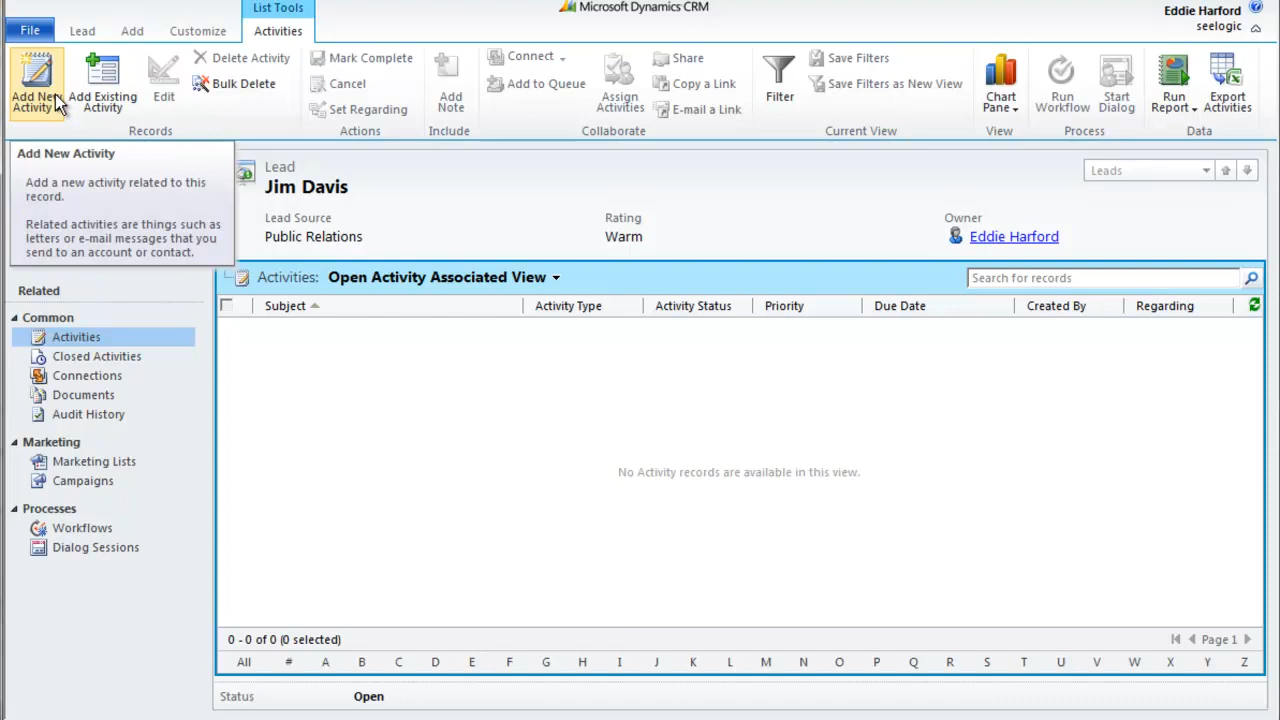 List Tools
Microsoft Dynamics CRM
Eddie Harford
seelogic
File
Lead
Add
Customize
Activities
Add New
Activity
Add Existing
Activity
Edit
Delete Activity
Bulk Delete
Records
Mark Complete
Cancel
Set Regarding
Actions
Add
Note
Include
Connect
Add to Queue
Assign
Activities
Share
Copy a Link
E-mail a Link
Collaborate
Filter
Save Filters
Save Filters as New View
Current View
Chart
Pane
View
Run
Workflow
Start
Dialog
Process
Run
Report
Export
Activities
Data
Add New Activity
Add a new activity related to this
record.
Related activities are things such as
letters or e-mail messages that you
send to an account or contact.
Lead
Jim Davis
Leads
Lead Source
Public Relations
Rating
Warm
Owner
Eddie Harford
Related
Common
Activities
Closed Activities
Connections
Documents
Audit History
Marketing
Marketing Lists
Campaigns
Processes
Workflows
Dialog Sessions
Activities: Open Activity Associated View
Search for records
Subject Activity Type Activity Status Priority Due Date Created By Regarding
No Activity records are available in this view.
0 - 0 of 0 (0 selected)
Page 1
All # A B C D E F G H I J K L M N O P Q R S T U V W X Y Z
Status Open